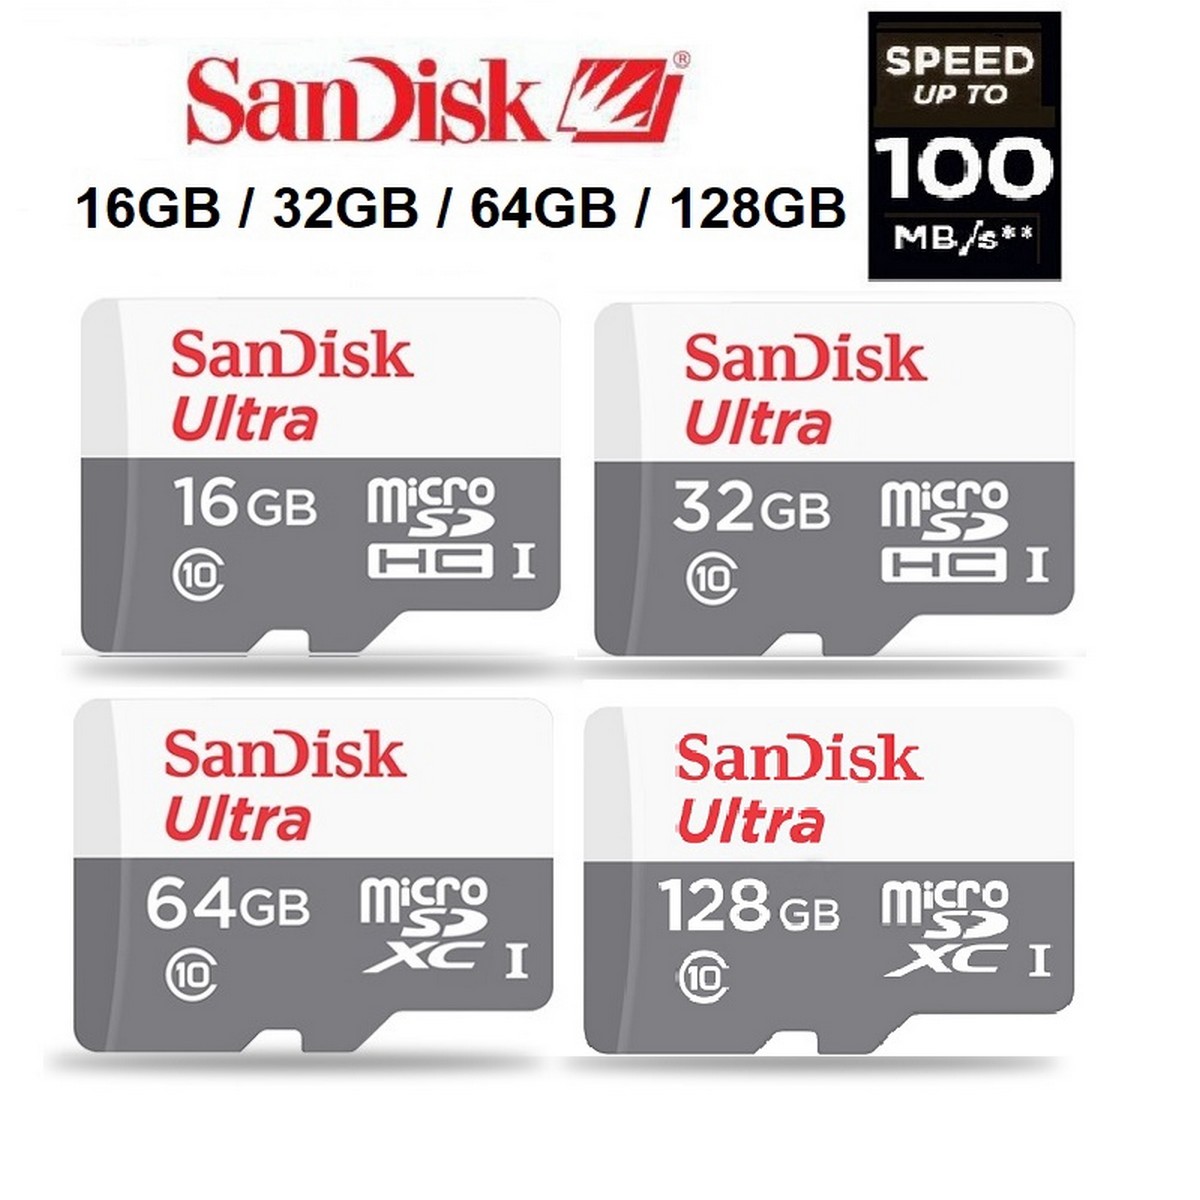 SanDisk ®
SPEED
UP TO
100
MB/s**
16GB / 32GB / 64GB / 128GB
SanDisk
Ultra
16GB
micro
SD
HC I
10
SanDisk
Ultra
32GB
micro
SD
HC I
10
SanDisk
Ultra
64GB
micro
SD
XC I
10
SanDisk
Ultra
128GB
micro
SD
XC I
10